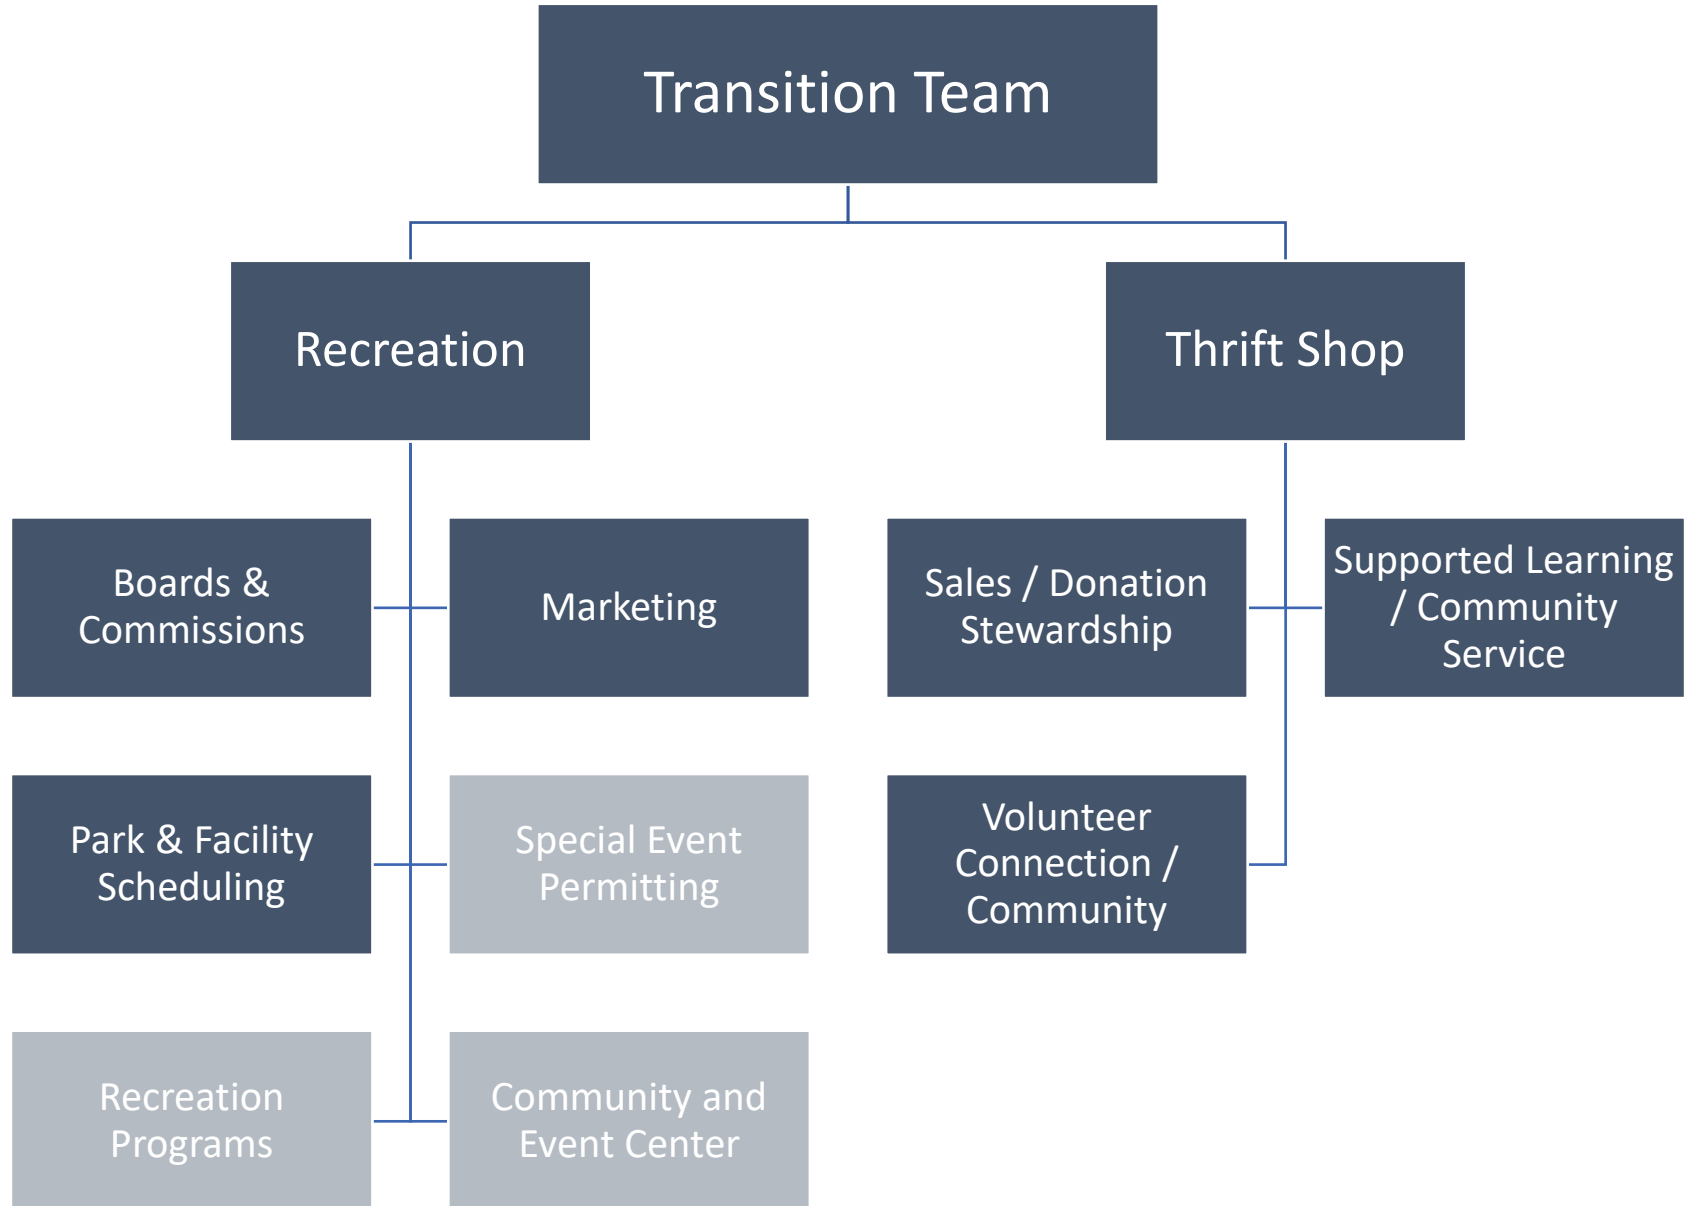 Transition Team
Recreation
Thrift Shop
Boards &
Commissions
Marketing
Sales / Donation
Stewardship
Supported Learning
/ Community
Service
Park & Facility
Scheduling
Special Event
Permitting
Volunteer
Connection /
Community
Recreation
Programs
Community and
Event Center